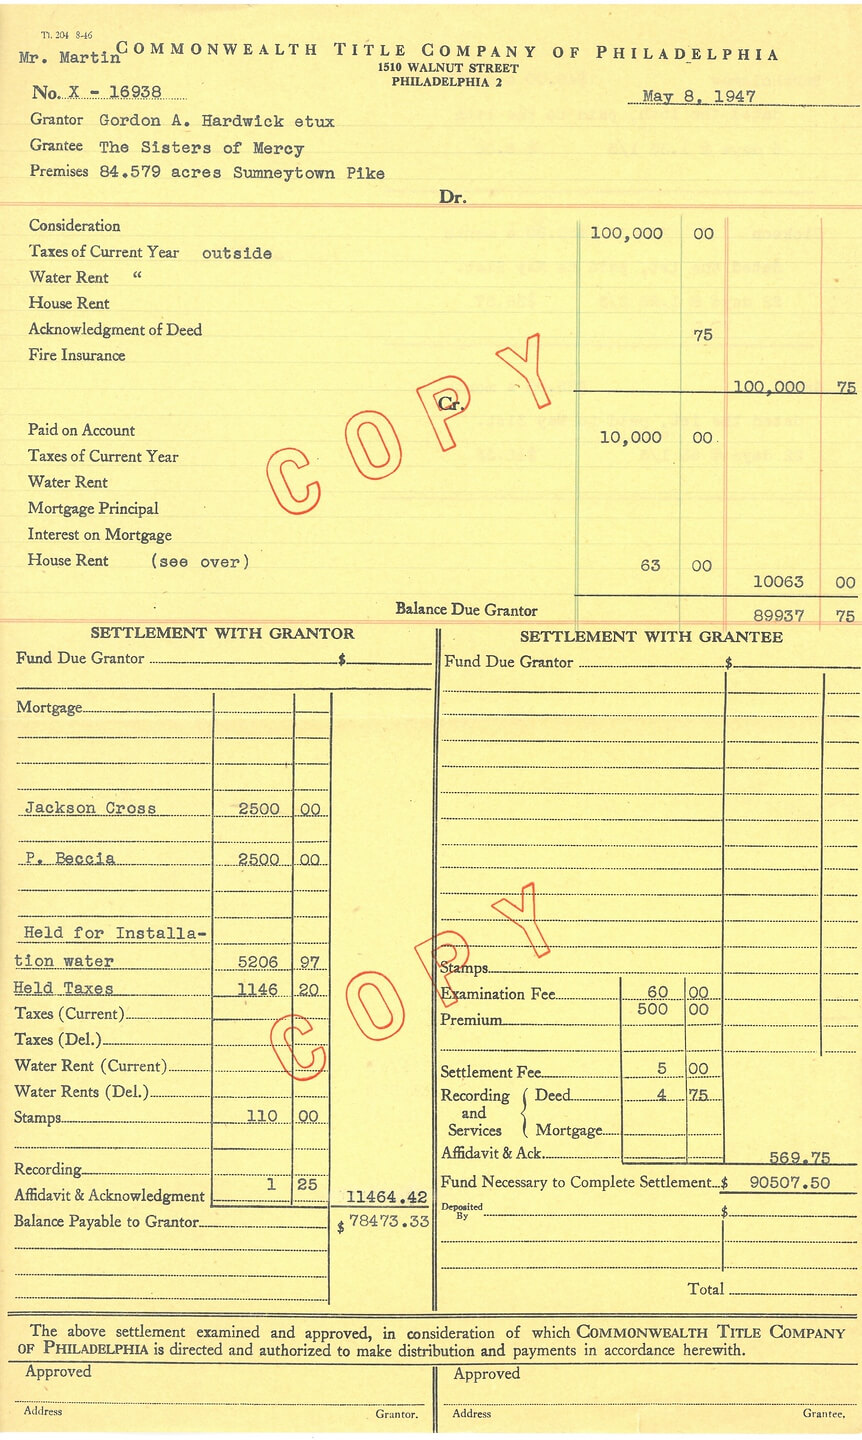 Tt. 204 8-46
Mr. Martin COMMONWEALTH TITLE COMPANY OF PHILADELPHIA
1510 WALNUT STREET
PHILADELPHIA 2
No. X - 16938 May 8, 1947
Grantor Gordon A. Hardwick etux
Grantee The Sisters of Mercy
Premises 84.579 acres Sumneytown Pike
Dr.
Consideration 100,000 00
Taxes of Current Year outside
Water Rent "
House Rent
Acknowledgment of Deed 75
Fire Insurance
100,000 75
Cr.
COPY
Paid on Account 10,000 00
Taxes of Current Year
Water Rent
Mortgage Principal
Interest on Mortgage
House Rent (see over) 63 00
10063 00
Balance Due Grantor 89937 75
SETTLEMENT WITH GRANTOR
Fund Due Grantor $
Mortgage
Jackson Cross 2500 00
P. Beccia 2500 00
Held for Installa-
tion water 5206 97
Held Taxes 1146 20
Taxes (Current)
Taxes (Del.)
Water Rent (Current)
Water Rents (Del.)
Stamps 110 00
Recording
Affidavit & Acknowledgment 1 25 11464.42
Balance Payable to Grantor $ 78473.33
SETTLEMENT WITH GRANTEE
Fund Due Grantor $
COPY
Stamps
Examination Fee 60 00
Premium 500 00
Settlement Fee 5 00
Recording and Services { Deed 4 75
Mortgage
Affidavit & Ack. 569.75
Fund Necessary to Complete Settlement $ 90507.50
Deposited By $
Total
The above settlement examined and approved, in consideration of which COMMONWEALTH TITLE COMPANY
OF PHILADELPHIA is directed and authorized to make distribution and payments in accordance herewith.
Approved
Address Grantor.
Approved
Address Grantee.